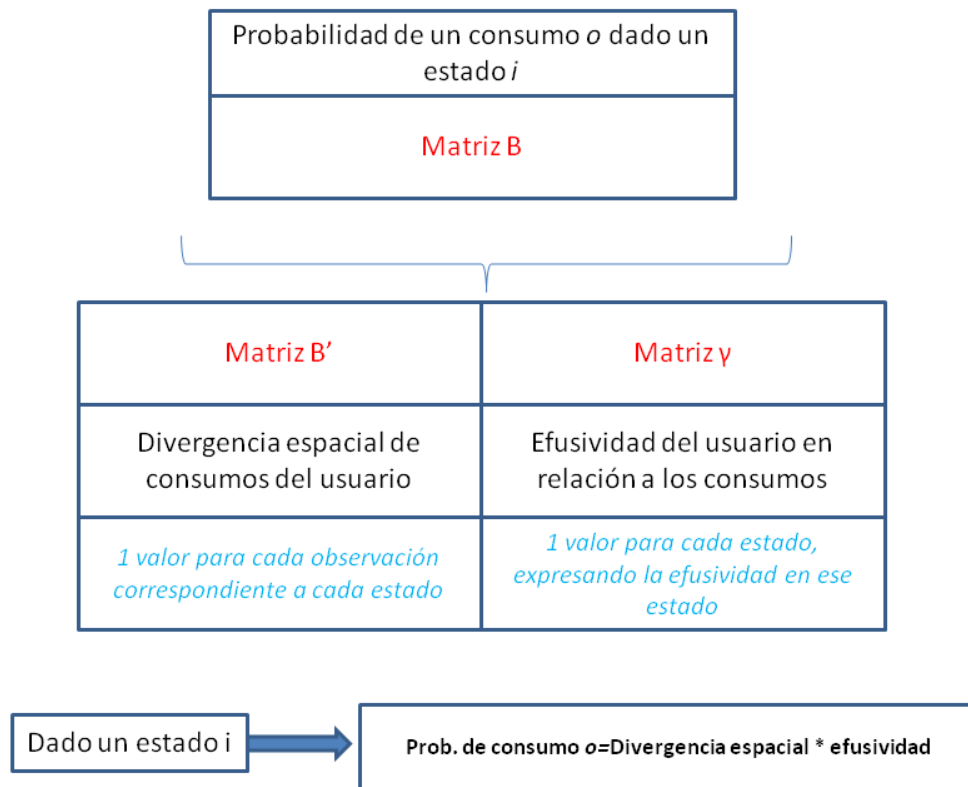 Probabilidad de un consumo o dado un
estado i
Matriz B
Matriz B’
Matriz γ
Divergencia espacial de
consumos del usuario
Efusividad del usuario en
relación a los consumos
1 valor para cada observación
correspondiente a cada estado
1 valor para cada estado,
expresando la efusividad en ese
estado
Dado un estado i
Prob. de consumo o=Divergencia espacial * efusividad